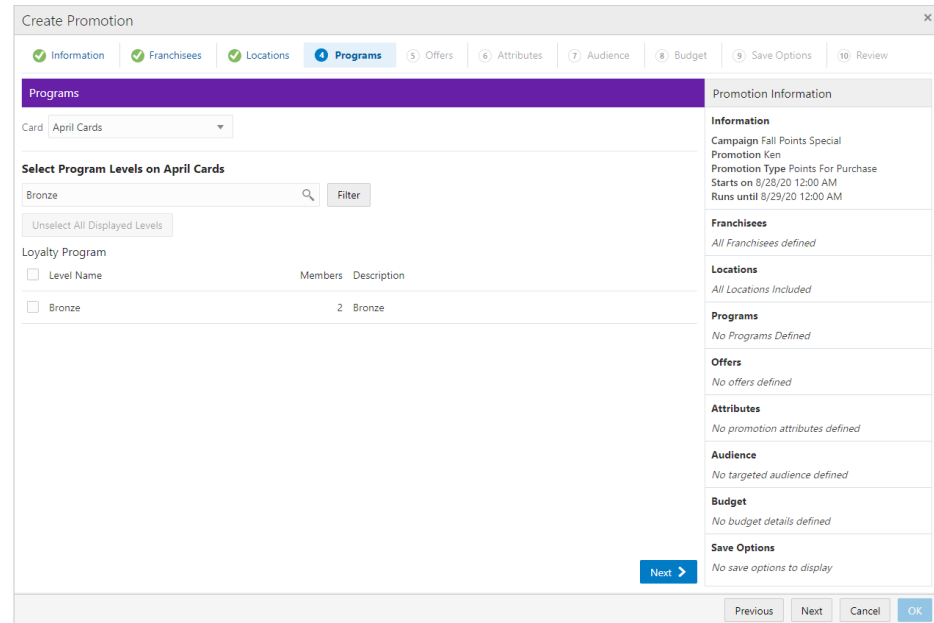 Create Promotion ×
Information Franchisees Locations 4 Programs 5 Offers 6 Attributes 7 Audience 8 Budget 9 Save Options 10 Review
Programs
Card April Cards
Select Program Levels on April Cards
Bronze Filter
Unselect All Displayed Levels
Loyalty Program
Level Name Members Description
Bronze 2 Bronze
Next
Promotion Information
Information
Campaign Fall Points Special
Promotion Ken
Promotion Type Points For Purchase
Starts on 8/28/20 12:00 AM
Runs until 8/29/20 12:00 AM
Franchisees
All Franchisees defined
Locations
All Locations Included
Programs
No Programs Defined
Offers
No offers defined
Attributes
No promotion attributes defined
Audience
No targeted audience defined
Budget
No budget details defined
Save Options
No save options to display
Previous Next Cancel OK